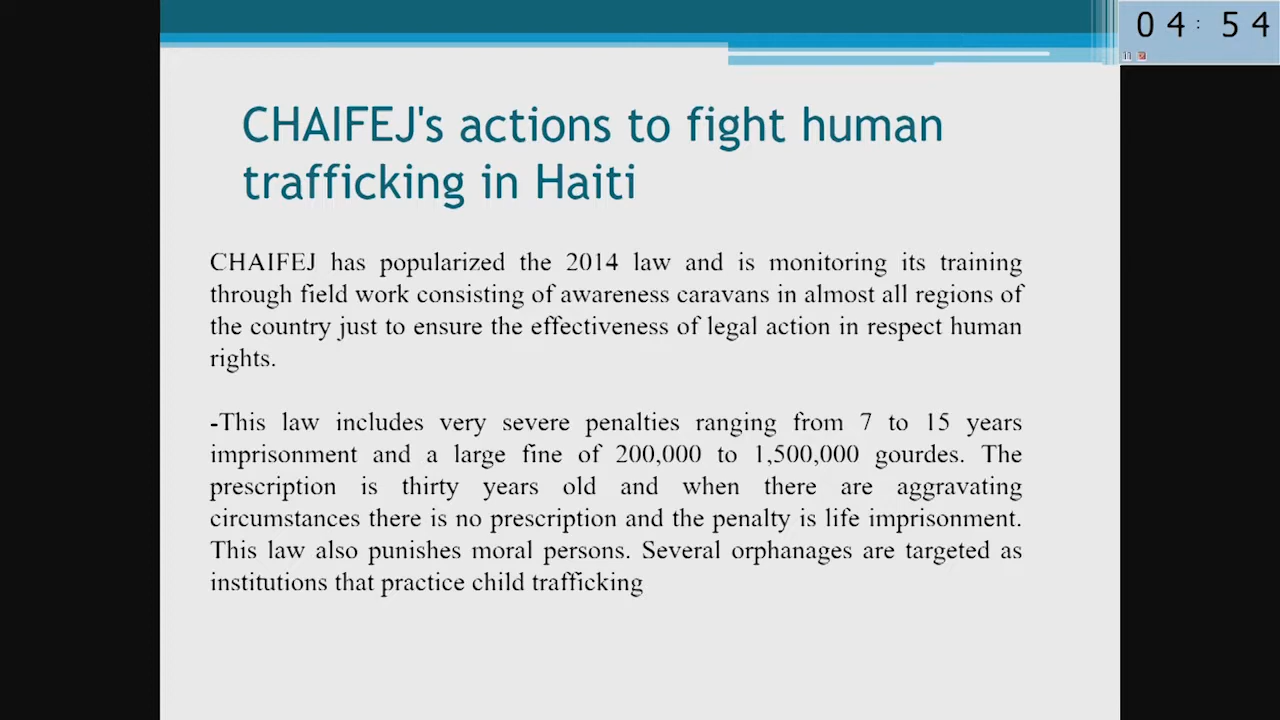 04:54
CHAIFEJ's actions to fight human
trafficking in Haiti
CHAIFEJ has popularized the 2014 law and is monitoring its training
through field work consisting of awareness caravans in almost all regions of
the country just to ensure the effectiveness of legal action in respect human
rights.
-This law includes very severe penalties ranging from 7 to 15 years
imprisonment and a large fine of 200,000 to 1,500,000 gourdes. The
prescription is thirty years old and when there are aggravating
circumstances there is no prescription and the penalty is life imprisonment.
This law also punishes moral persons. Several orphanages are targeted as
institutions that practice child trafficking